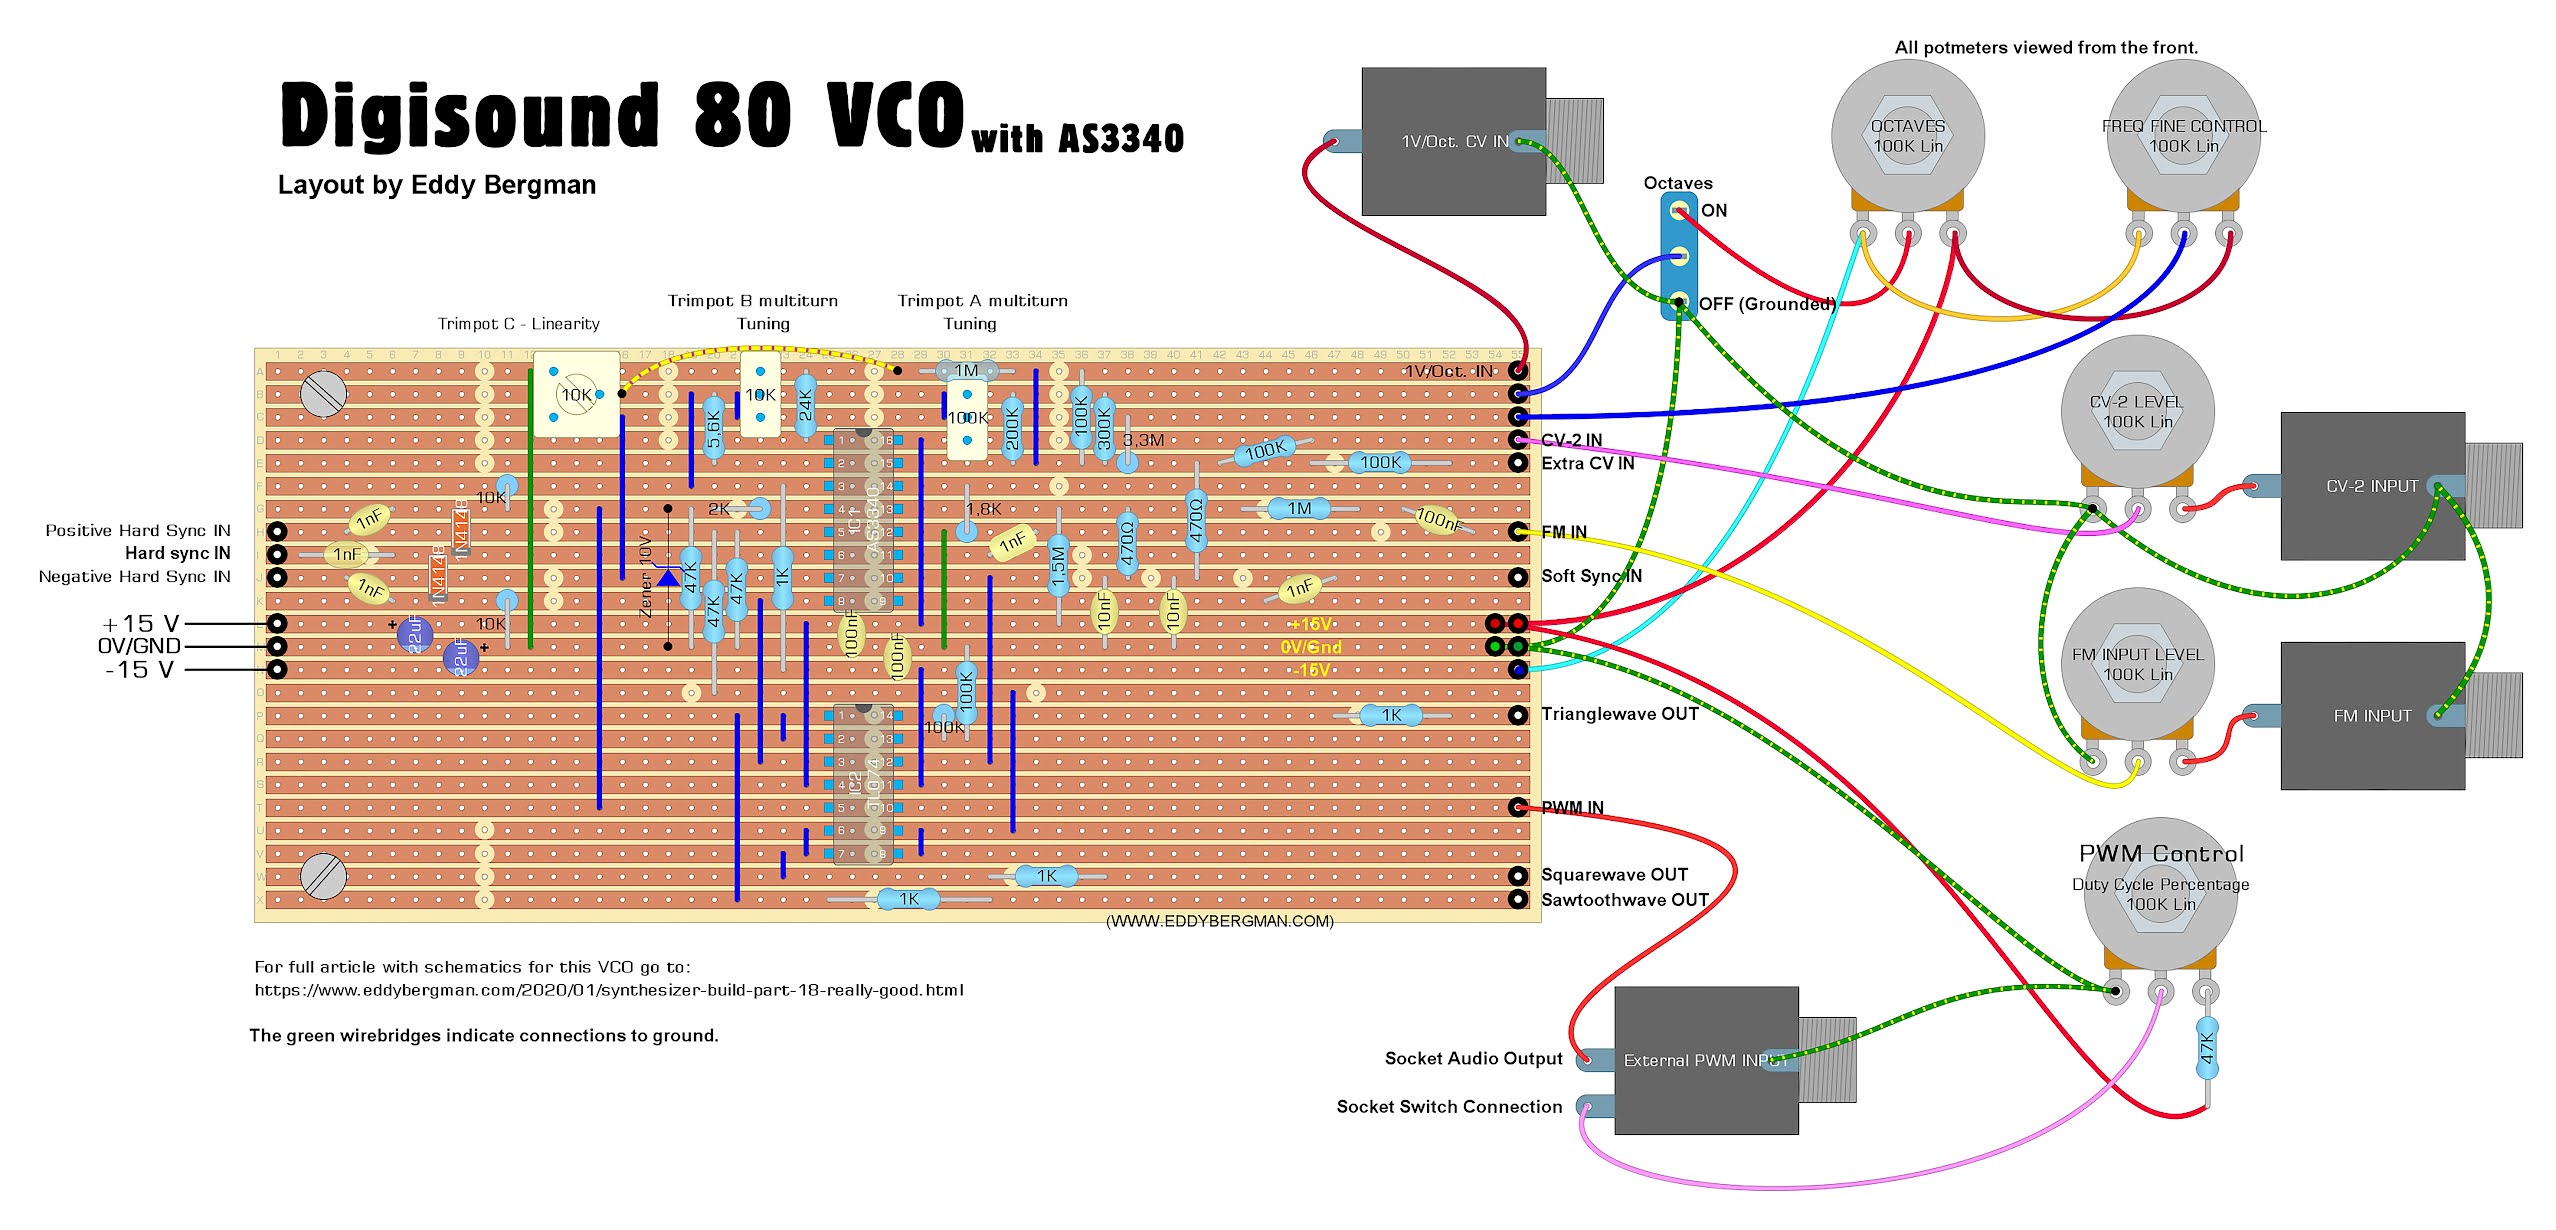 All potmeters viewed from the front.
Digisound 80 VCO with AS3340
Layout by Eddy Bergman
1V/Oct. CV IN
OCTAVES
100K Lin
FREQ FINE CONTROL
100K Lin
Octaves
ON
OFF (Grounded)
Trimpot C - Linearity
Trimpot B multiturn
Tuning
Trimpot A multiturn
Tuning
10K
10K
24K
5,6K
1M
100K
200K
100K
300K
3,3M
1V/Oct. IN
CV-2 IN
Extra CV IN
100K
100K
CV-2 LEVEL
100K Lin
CV-2 INPUT
10K
1N4148
1N4148
2K
1,8K
IC1
AS3340
1M
100nF
470Ω
470Ω
1nF
1nF
1nF
1nF
1,5M
Positive Hard Sync IN
Hard sync IN
Negative Hard Sync IN
Zener 10V
47K
47K
47K
1K
FM IN
Soft Sync IN
1nF
10nF
10nF
+15 V
0V/GND
-15 V
+
22uF
22uF
+
10K
100nF
100nF
+15V
0V/Gnd
-15V
FM INPUT LEVEL
100K Lin
FM INPUT
100K
100K
1K
Trianglewave OUT
IC2
TL074
PWM IN
1K
1K
Squarewave OUT
Sawtoothwave OUT
(WWW.EDDYBERGMAN.COM)
PWM Control
Duty Cycle Percentage
100K Lin
For full article with schematics for this VCO go to:
https://www.eddybergman.com/2020/01/synthesizer-build-part-18-really-good.html
The green wirebridges indicate connections to ground.
Socket Audio Output
External PWM INPUT
Socket Switch Connection
47K